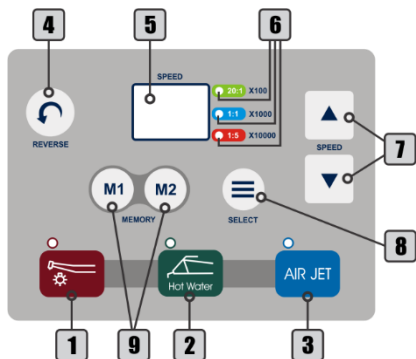 4
5
6
SPEED
20:1 X100
1:1 X1000
1:5 X10000
REVERSE
SPEED
7
M1 M2
MEMORY
SELECT
8
Hot Water
AIR JET
1
9
2
3